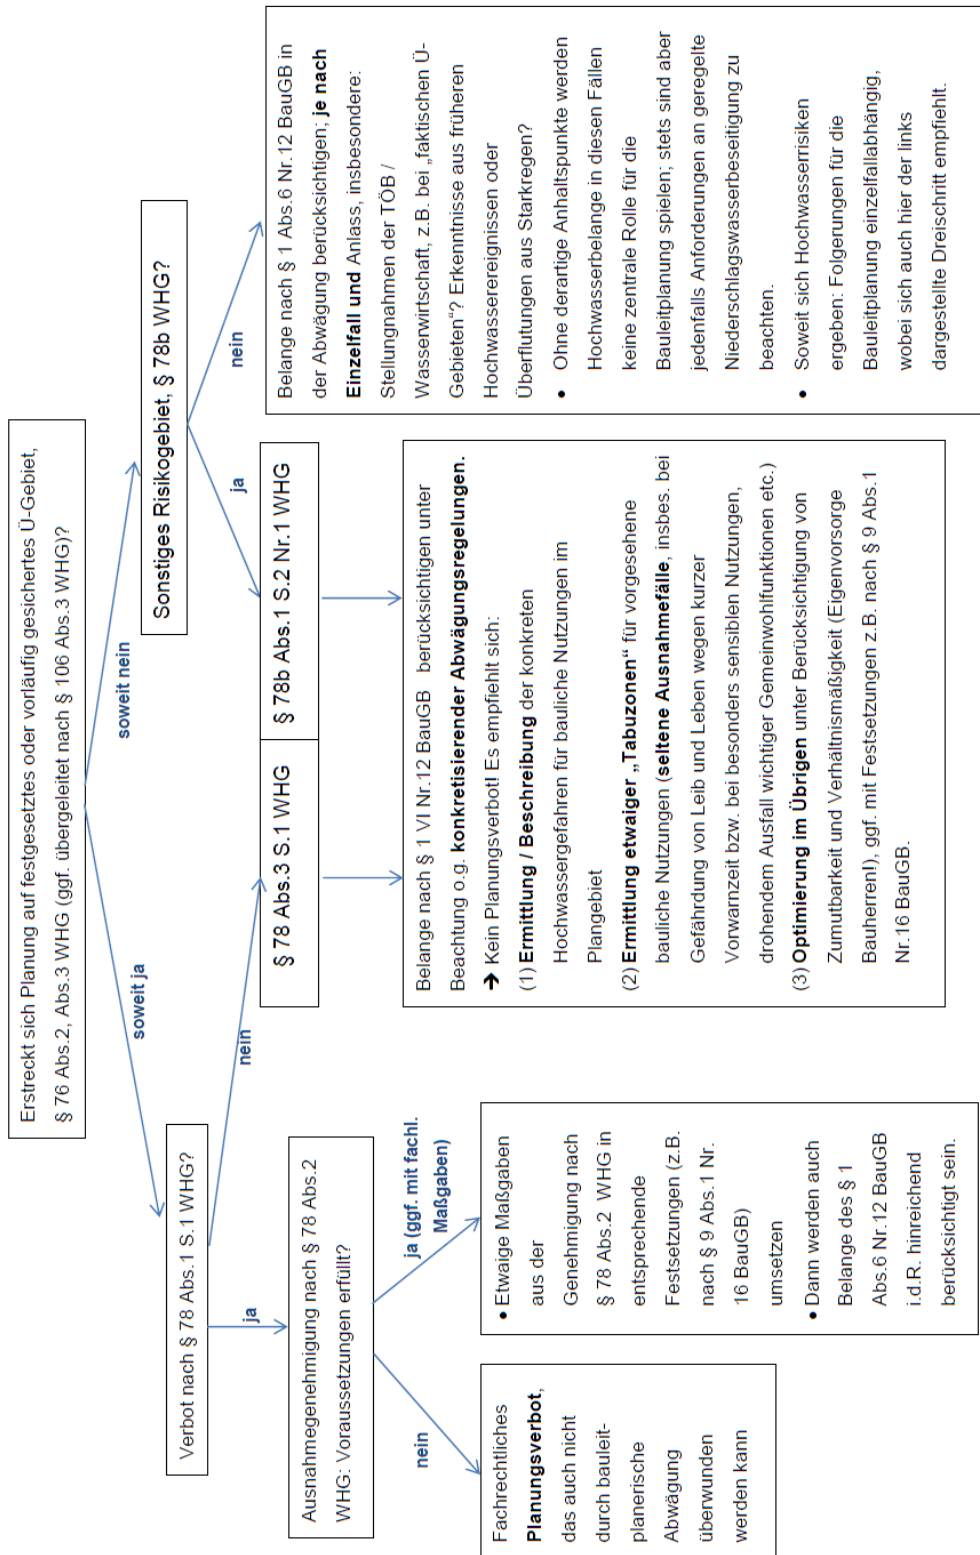 Erstreckt sich Planung auf festgesetztes oder vorläufig gesichertes Ü-Gebiet,
§ 76 Abs.2, Abs.3 WHG (ggf. übergeleitet nach § 106 Abs.3 WHG)?
soweit ja
soweit nein
Verbot nach § 78 Abs.1 S.1 WHG?
Sonstiges Risikogebiet, § 78b WHG?
ja
nein
ja
nein
Ausnahmegenehmigung nach § 78 Abs.2
WHG: Voraussetzungen erfüllt?
§ 78 Abs.3 S.1 WHG
§ 78b Abs.1 S.2 Nr.1 WHG
nein
ja (ggf. mit fachl.
Maßgaben)
Fachrechtliches
Planungsverbot,
das auch nicht
durch bauleit-
planerische
Abwägung
überwunden
werden kann
• Etwaige Maßgaben
aus der
Genehmigung nach
§ 78 Abs.2 WHG in
entsprechende
Festsetzungen (z.B.
nach § 9 Abs.1 Nr.
16 BauGB)
umsetzen
• Dann werden auch
Belange des § 1
Abs.6 Nr.12 BauGB
i.d.R. hinreichend
berücksichtigt sein.
Belange nach § 1 VI Nr.12 BauGB berücksichtigen unter
Beachtung o.g. konkretisierender Abwägungsregelungen.
➔ Kein Planungsverbot! Es empfiehlt sich:
(1) Ermittlung / Beschreibung der konkreten
Hochwassergefahren für bauliche Nutzungen im
Plangebiet
(2) Ermittlung etwaiger „Tabuzonen“ für vorgesehene
bauliche Nutzungen (seltene Ausnahmefälle, insbes. bei
Gefährdung von Leib und Leben wegen kurzer
Vorwarnzeit bzw. bei besonders sensiblen Nutzungen,
drohendem Ausfall wichtiger Gemeinwohlfunktionen etc.)
(3) Optimierung im Übrigen unter Berücksichtigung von
Zumutbarkeit und Verhältnismäßigkeit (Eigenvorsorge
Bauherren!), ggf. mit Festsetzungen z.B. nach § 9 Abs.1
Nr.16 BauGB.
Belange nach § 1 Abs.6 Nr.12 BauGB in
der Abwägung berücksichtigen; je nach
Einzelfall und Anlass, insbesondere:
Stellungnahmen der TÖB /
Wasserwirtschaft, z.B. bei „faktischen Ü-
Gebieten“? Erkenntnisse aus früheren
Hochwasserereignissen oder
Überflutungen aus Starkregen?
• Ohne derartige Anhaltspunkte werden
Hochwasserbelange in diesen Fällen
keine zentrale Rolle für die
Bauleitplanung spielen; stets sind aber
jedenfalls Anforderungen an geregelte
Niederschlagswasserbeseitigung zu
beachten.
• Soweit sich Hochwasserrisiken
ergeben: Folgerungen für die
Bauleitplanung einzelfallabhängig,
wobei sich auch hier der links
dargestellte Dreischritt empfiehlt.